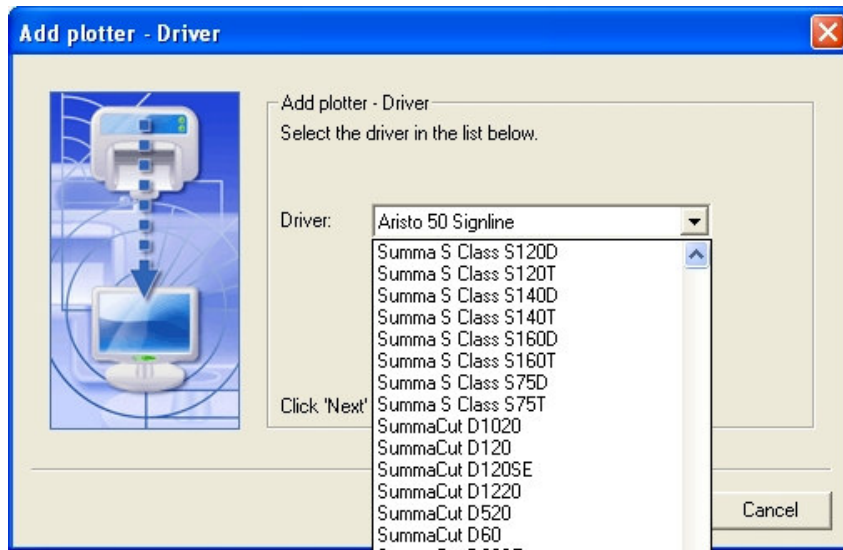 Add plotter - Driver
Add plotter - Driver
Select the driver in the list below.
Driver: Aristo 50 Signline
Summa S Class S120D
Summa S Class S120T
Summa S Class S140D
Summa S Class S140T
Summa S Class S160D
Summa S Class S160T
Summa S Class S75D
Summa S Class S75T
Click 'Next'
SummaCut D1020
SummaCut D120
SummaCut D120SE
SummaCut D1220
SummaCut D520
SummaCut D60
Cancel